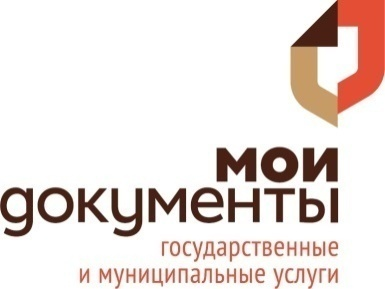 мои
документы
государственные
и муниципальные услуги